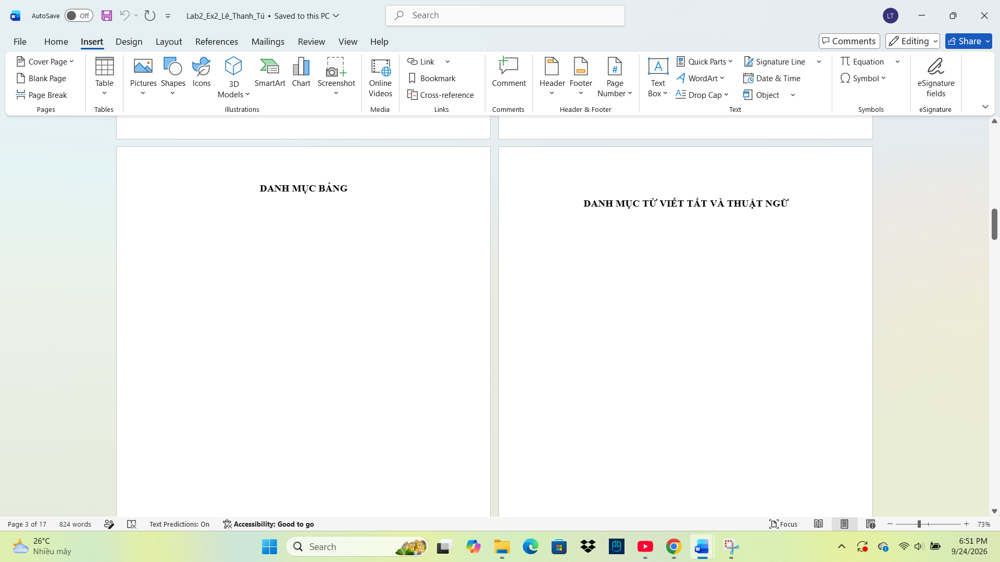 AutoSave Off Lab2_Ex2_Lê_Thanh_Tú • Saved to this PC Search LT
File Home Insert Design Layout References Mailings Review View Help Comments Editing Share
Cover Page
Blank Page
Page Break
Pages
Table
Tables
Pictures Shapes Icons 3D Models SmartArt Chart Screenshot
Illustrations
Online Videos
Media
Link
Bookmark
Cross-reference
Links
Comment
Comments
Header Footer Page Number
Header & Footer
Text Box
Quick Parts
WordArt
Drop Cap
Signature Line
Date & Time
Object
Text
Equation
Symbol
Symbols
eSignature fields
eSignature
DANH MỤC BẢNG
DANH MỤC TỪ VIẾT TẮT VÀ THUẬT NGỮ
Page 3 of 17 824 words Text Predictions: On Accessibility: Good to go Focus 73%
26°C
Nhiều mây
Search
6:51 PM
9/24/2026